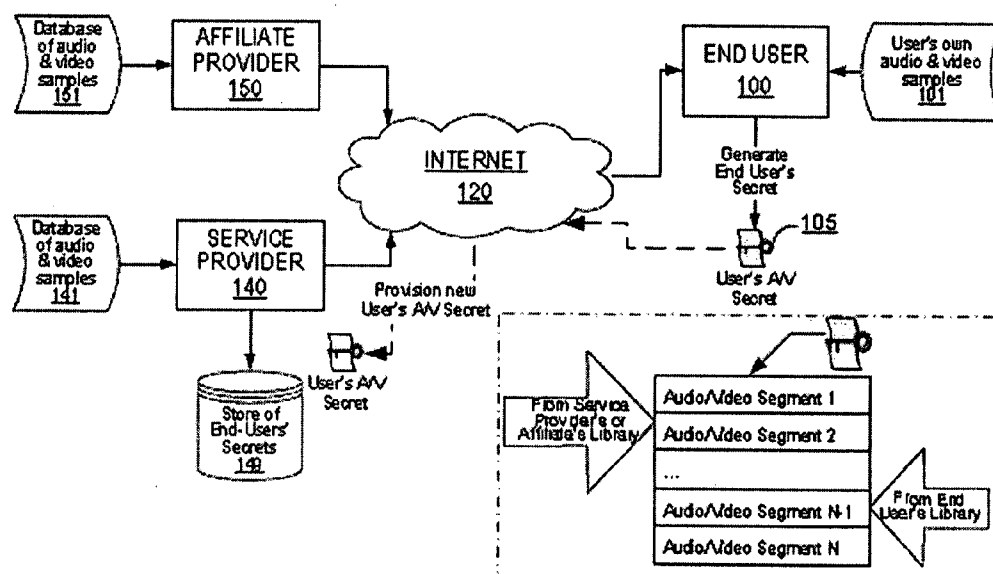 Database
of audio
& video
samples
151
AFFILIATE
PROVIDER
150
END USER
100
User's own
audio &
video
samples
101
INTERNET
120
Generate
End User's
Secret
105
User's A/V
Secret
Database
of audio
& video
samples
141
SERVICE
PROVIDER
140
Provision new
User's A/V Secret
User's A/V
Secret
Store of
End-Users'
Secrets
149
From Service
Provider's or
Affiliate's Library
Audio/Video Segment 1
Audio/Video Segment 2
...
Audio/Video Segment N-1
Audio/Video Segment N
From End
User's Library